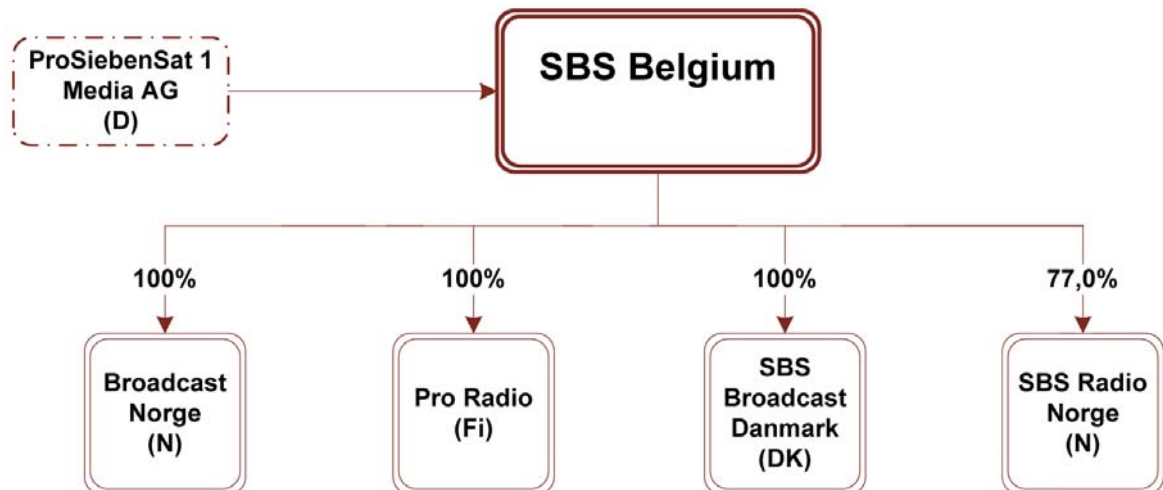 ProSiebenSat 1
Media AG
(D)
SBS Belgium
100%
100%
100%
77,0%
Broadcast
Norge
(N)
Pro Radio
(Fi)
SBS
Broadcast
Danmark
(DK)
SBS Radio
Norge
(N)